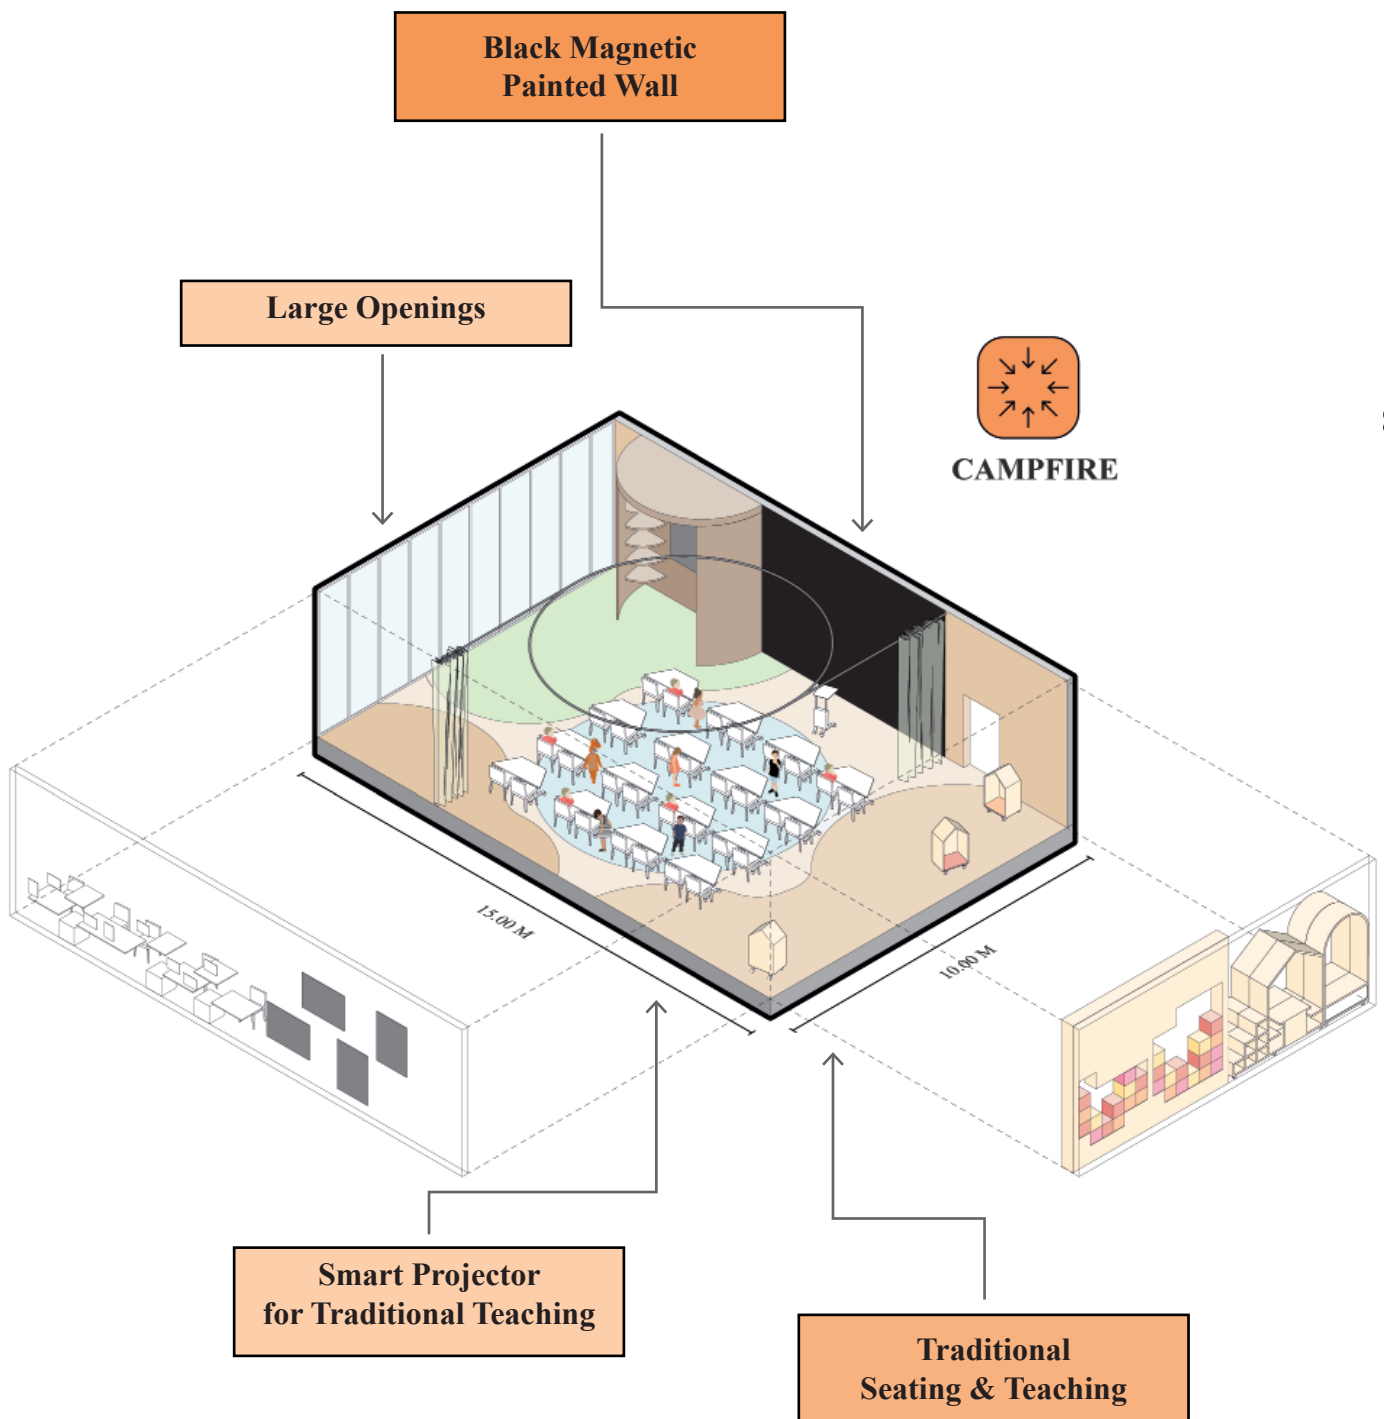 Black Magnetic
Painted Wall
Large Openings
CAMPFIRE
15.00 M
10.00 M
Smart Projector
for Traditional Teaching
Traditional
Seating & Teaching